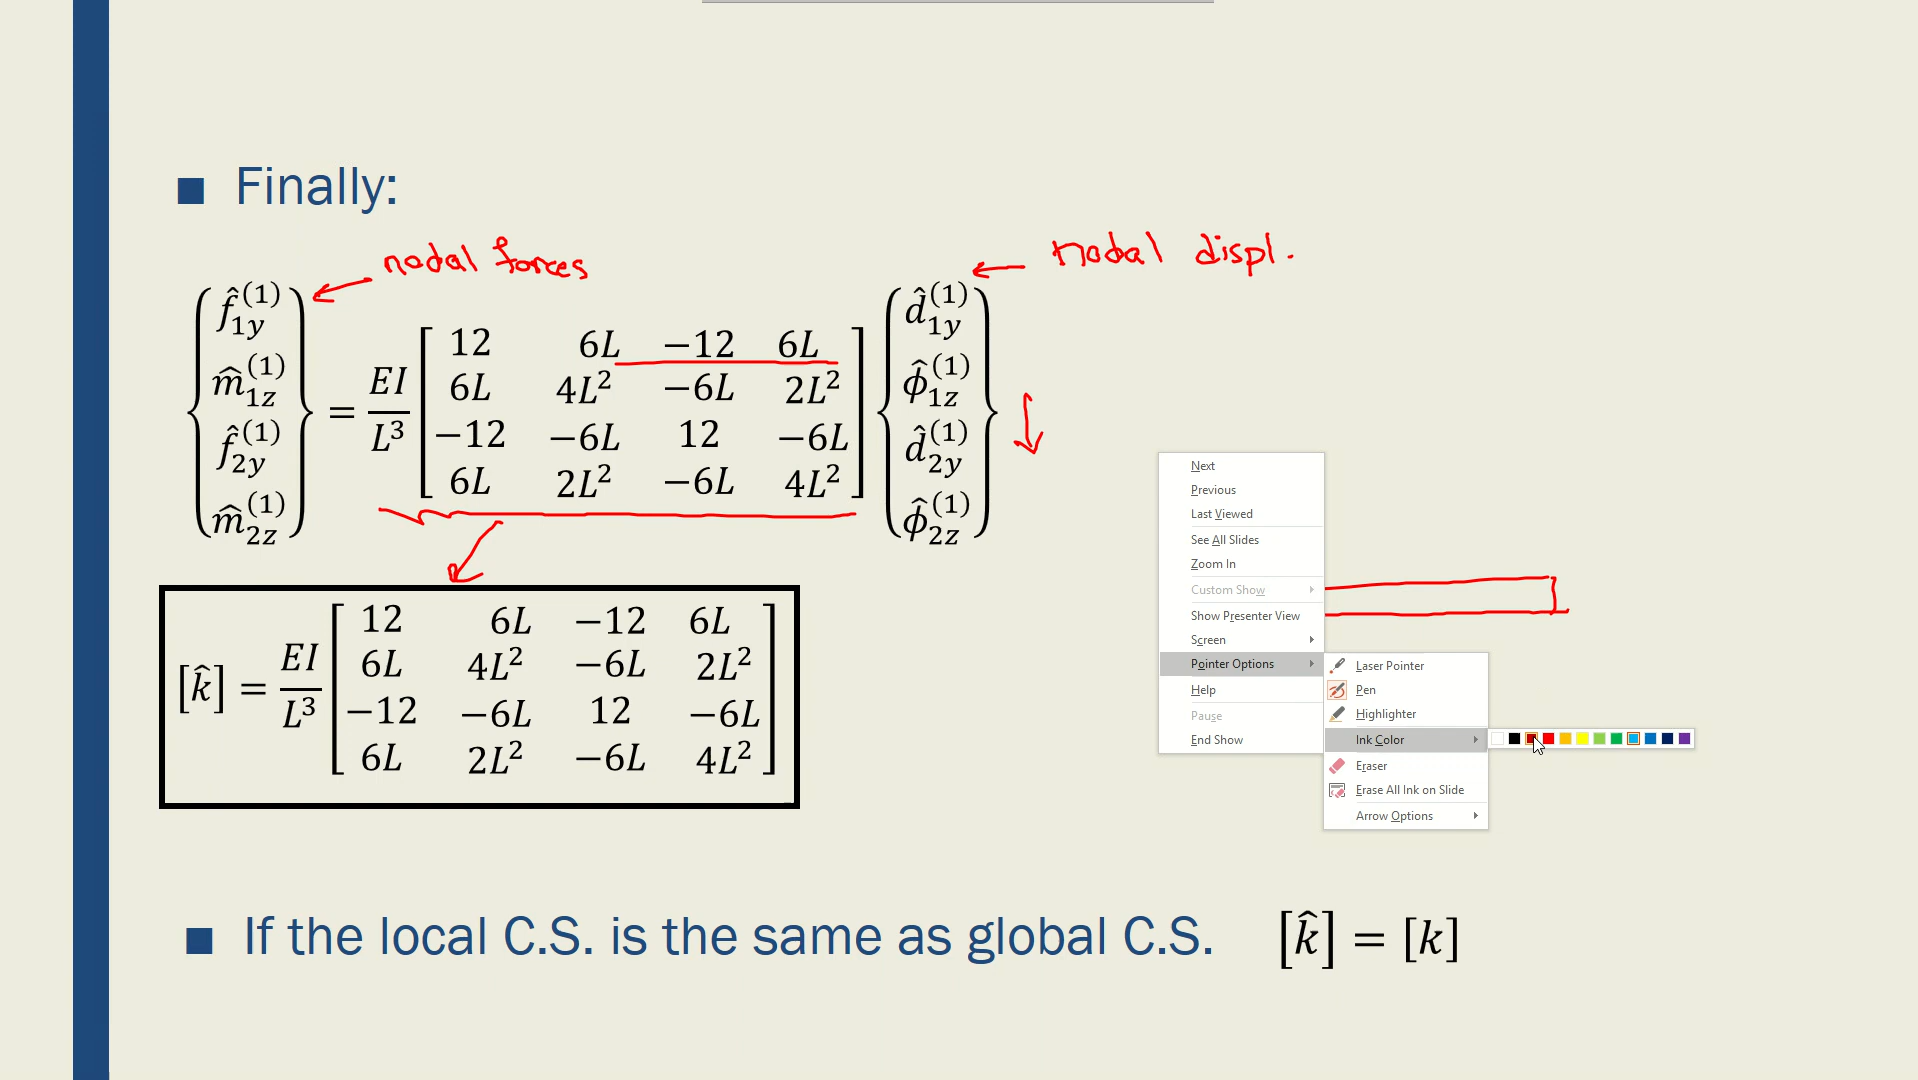 ■ Finally:
nodal forces
nodal displ.
{f̂₁y⁽¹⁾ m̂₁z⁽¹⁾ f̂₂y⁽¹⁾ m̂₂z⁽¹⁾} = EI/L³ [12 6L −12 6L
6L 4L² −6L 2L²
−12 −6L 12 −6L
6L 2L² −6L 4L²] {d̂₁y⁽¹⁾ ϕ̂₁z⁽¹⁾ d̂₂y⁽¹⁾ ϕ̂₂z⁽¹⁾}
[k̂] = EI/L³ [12 6L −12 6L
6L 4L² −6L 2L²
−12 −6L 12 −6L
6L 2L² −6L 4L²]
Next
Previous
Last Viewed
See All Slides
Zoom In
Custom Show
Show Presenter View
Screen
Pointer Options
Help
Pause
End Show
Laser Pointer
Pen
Highlighter
Ink Color
Eraser
Erase All Ink on Slide
Arrow Options
■ If the local C.S. is the same as global C.S. [k̂] = [k]